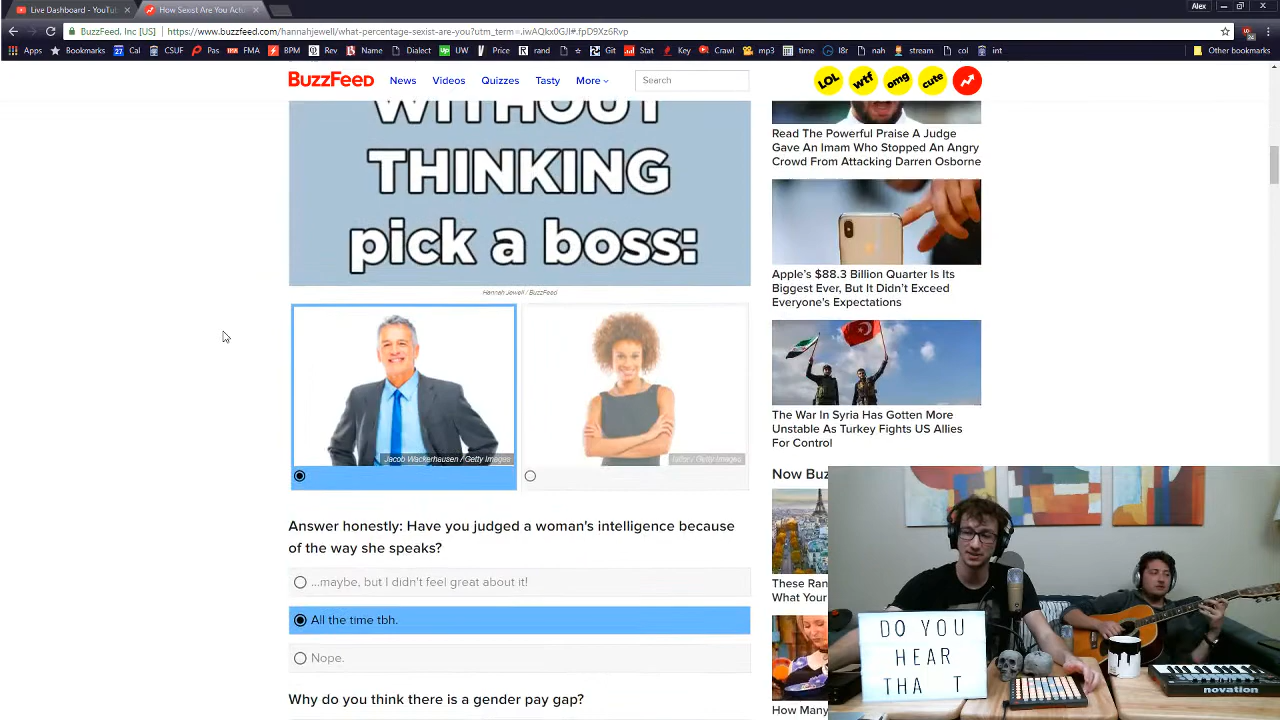 Live Dashboard - YouTub
How Sexist Are You Actu
Alex
BuzzFeed, Inc [US]
https://www.buzzfeed.com/hannahjewell/what-percentage-sexist-are-you?utm_term=.iwAQkx0GJl#.fpD9Xz6Rvp
Apps
Bookmarks
Cal
CSUF
Pas
FMA
BPM
Rev
Name
Dialect
UW
Price
rand
Git
Stat
Key
Crawl
mp3
time
l8r
nah
stream
col
int
Other bookmarks
BuzzFeed
News
Videos
Quizzes
Tasty
More
Search
LOL
wtf
omg
cute
WITHOUT
THINKING
pick a boss:
Hannah Jewell / BuzzFeed
Jacob Wackerhausen / Getty Images
Getty Images
Answer honestly: Have you judged a woman's intelligence because
of the way she speaks?
...maybe, but I didn't feel great about it!
All the time tbh.
Nope.
Why do you think there is a gender pay gap?
Read The Powerful Praise A Judge
Gave An Imam Who Stopped An Angry
Crowd From Attacking Darren Osborne
Apple's $88.3 Billion Quarter Is Its
Biggest Ever, But It Didn't Exceed
Everyone's Expectations
The War In Syria Has Gotten More
Unstable As Turkey Fights US Allies
For Control
Now Buz
These Ran
What Your
How Many
DO YOU
HEAR
THA T
novation